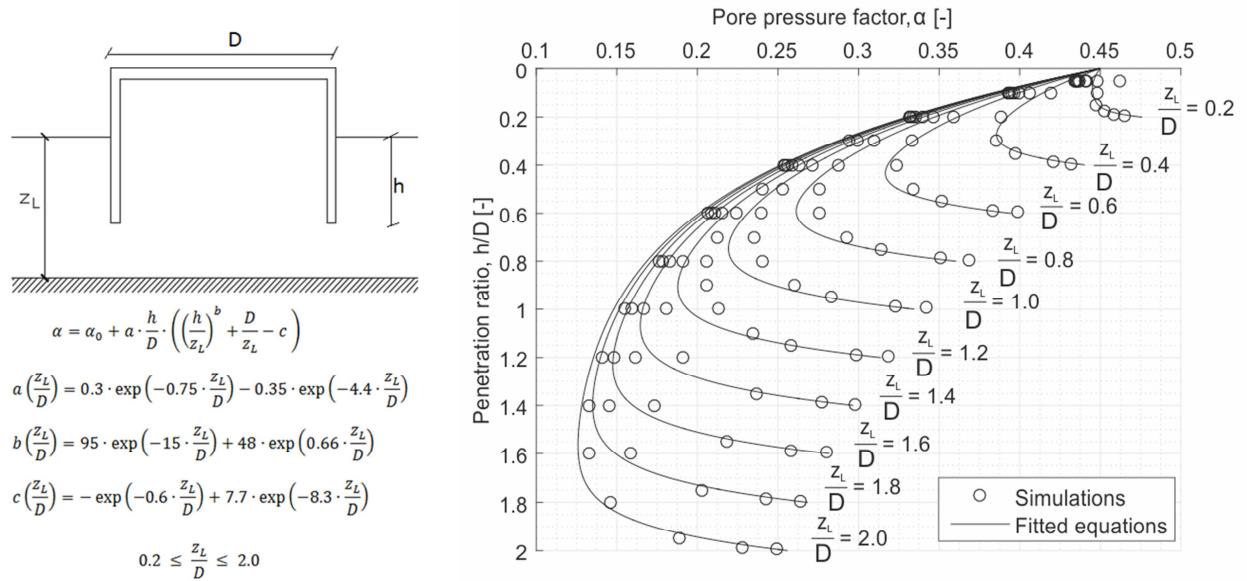 D
z_L
h
α = α₀ + a · h/D · ((h/z_L)^b + D/z_L − c)
a(z_L/D) = 0.3 · exp(−0.75 · z_L/D) − 0.35 · exp(−4.4 · z_L/D)
b(z_L/D) = 95 · exp(−15 · z_L/D) + 48 · exp(0.66 · z_L/D)
c(z_L/D) = − exp(−0.6 · z_L/D) + 7.7 · exp(−8.3 · z_L/D)
0.2 ≤ z_L/D ≤ 2.0
Pore pressure factor, α [-]
0.1 0.15 0.2 0.25 0.3 0.35 0.4 0.45 0.5
Penetration ratio, h/D [-]
0
0.2
0.4
0.6
0.8
1
1.2
1.4
1.6
1.8
2
z_L/D = 0.2
z_L/D = 0.4
z_L/D = 0.6
z_L/D = 0.8
z_L/D = 1.0
z_L/D = 1.2
z_L/D = 1.4
z_L/D = 1.6
z_L/D = 1.8
z_L/D = 2.0
Simulations
Fitted equations